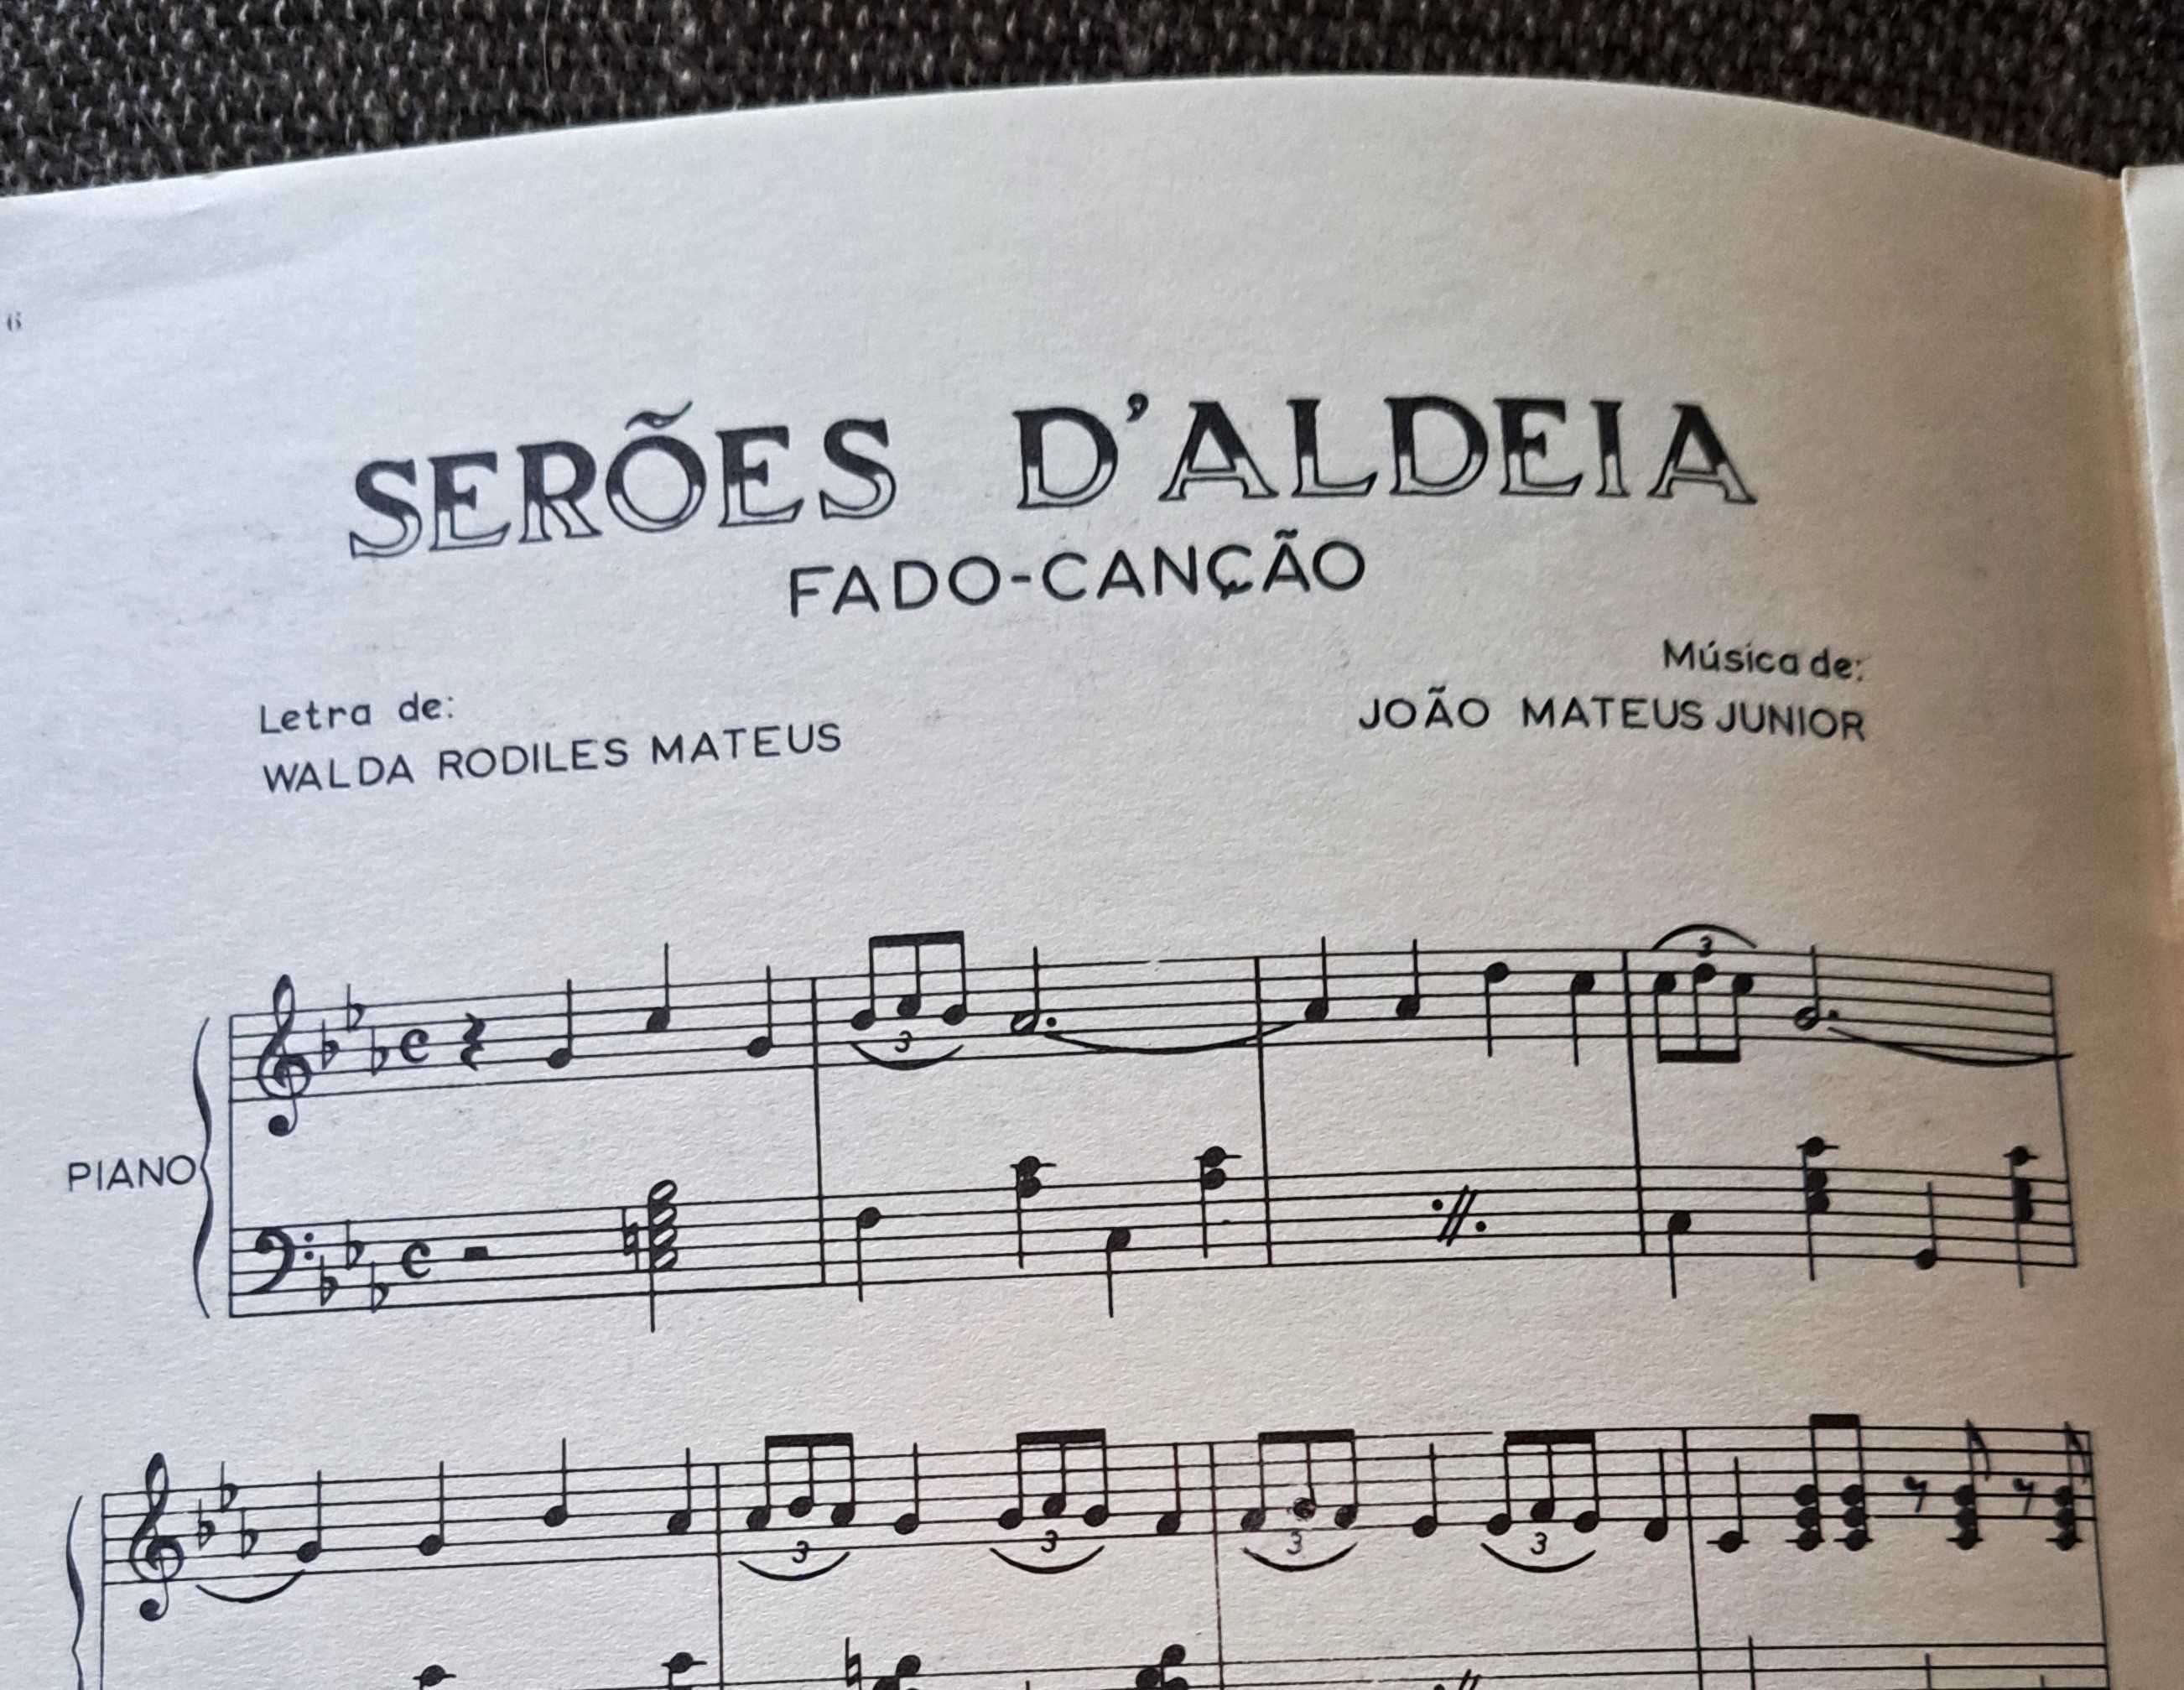 6
SERÕES D'ALDEIA
FADO-CANÇÃO
Letra de:
WALDA RODILES MATEUS
Música de:
JOÃO MATEUS JUNIOR
3
3
PIANO
3
3
3
3